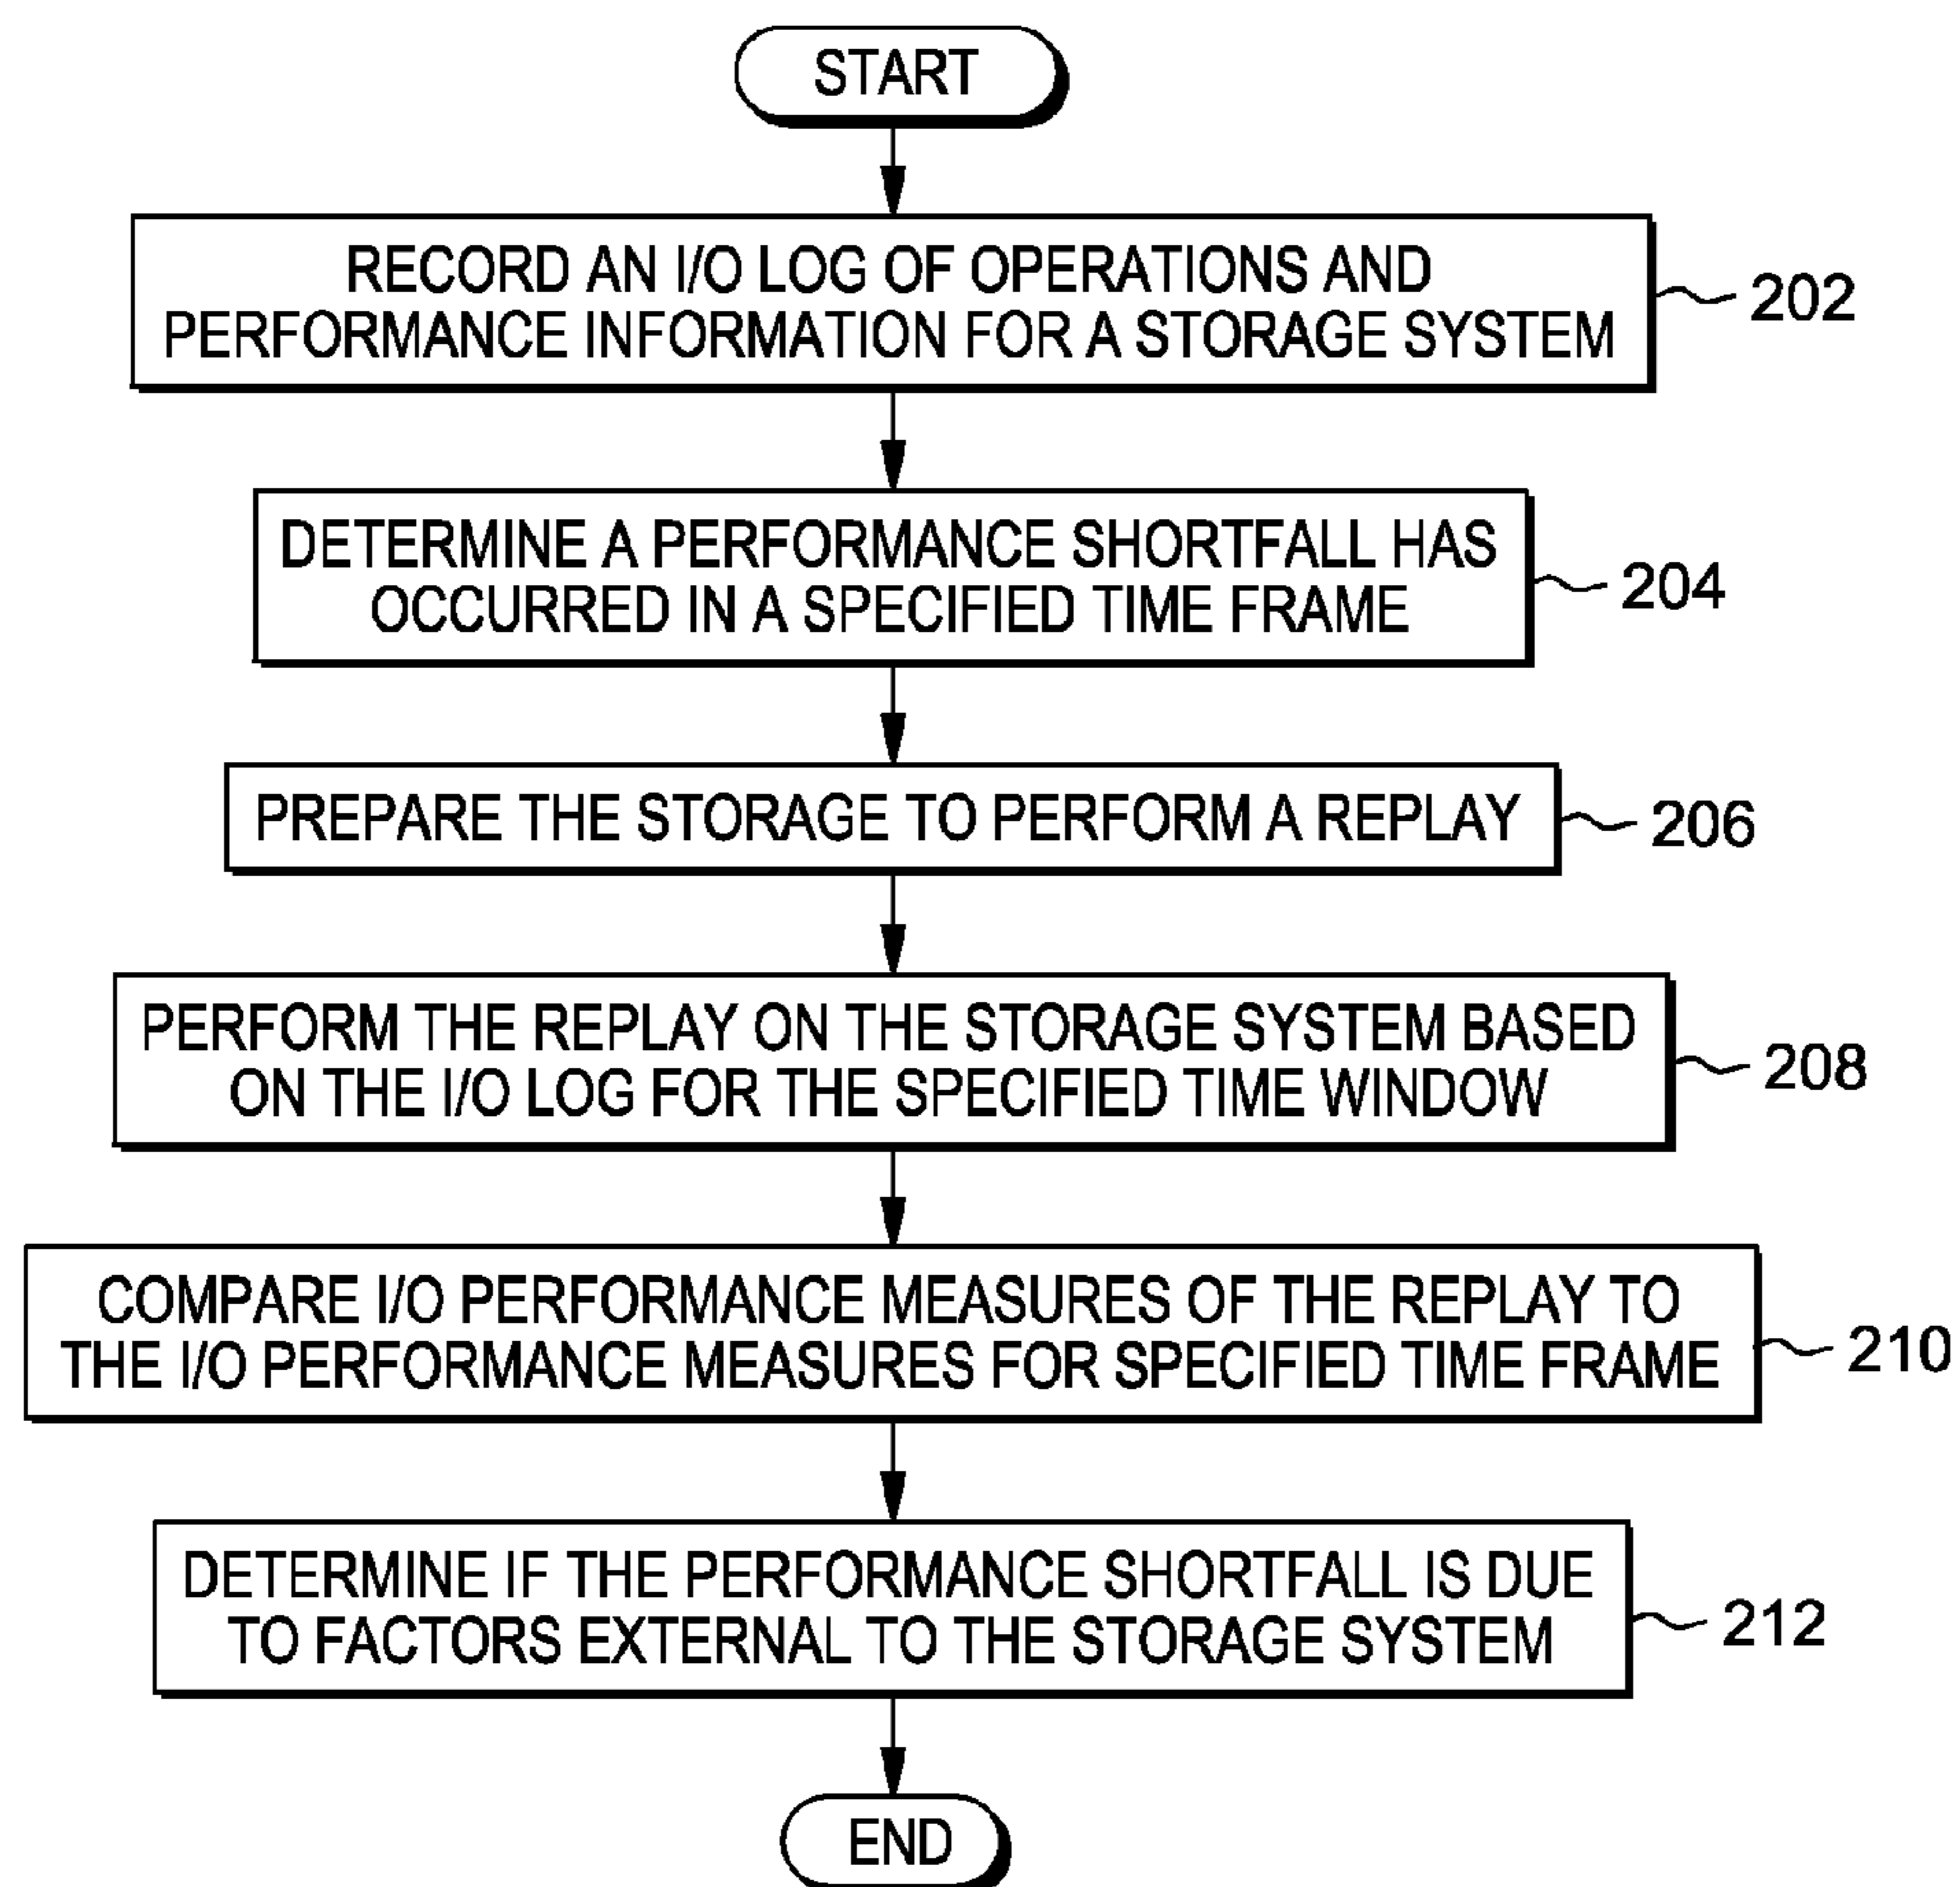 START
RECORD AN I/O LOG OF OPERATIONS AND
PERFORMANCE INFORMATION FOR A STORAGE SYSTEM
202
DETERMINE A PERFORMANCE SHORTFALL HAS
OCCURRED IN A SPECIFIED TIME FRAME
204
PREPARE THE STORAGE TO PERFORM A REPLAY
206
PERFORM THE REPLAY ON THE STORAGE SYSTEM BASED
ON THE I/O LOG FOR THE SPECIFIED TIME WINDOW
208
COMPARE I/O PERFORMANCE MEASURES OF THE REPLAY TO
THE I/O PERFORMANCE MEASURES FOR SPECIFIED TIME FRAME
210
DETERMINE IF THE PERFORMANCE SHORTFALL IS DUE
TO FACTORS EXTERNAL TO THE STORAGE SYSTEM
212
END